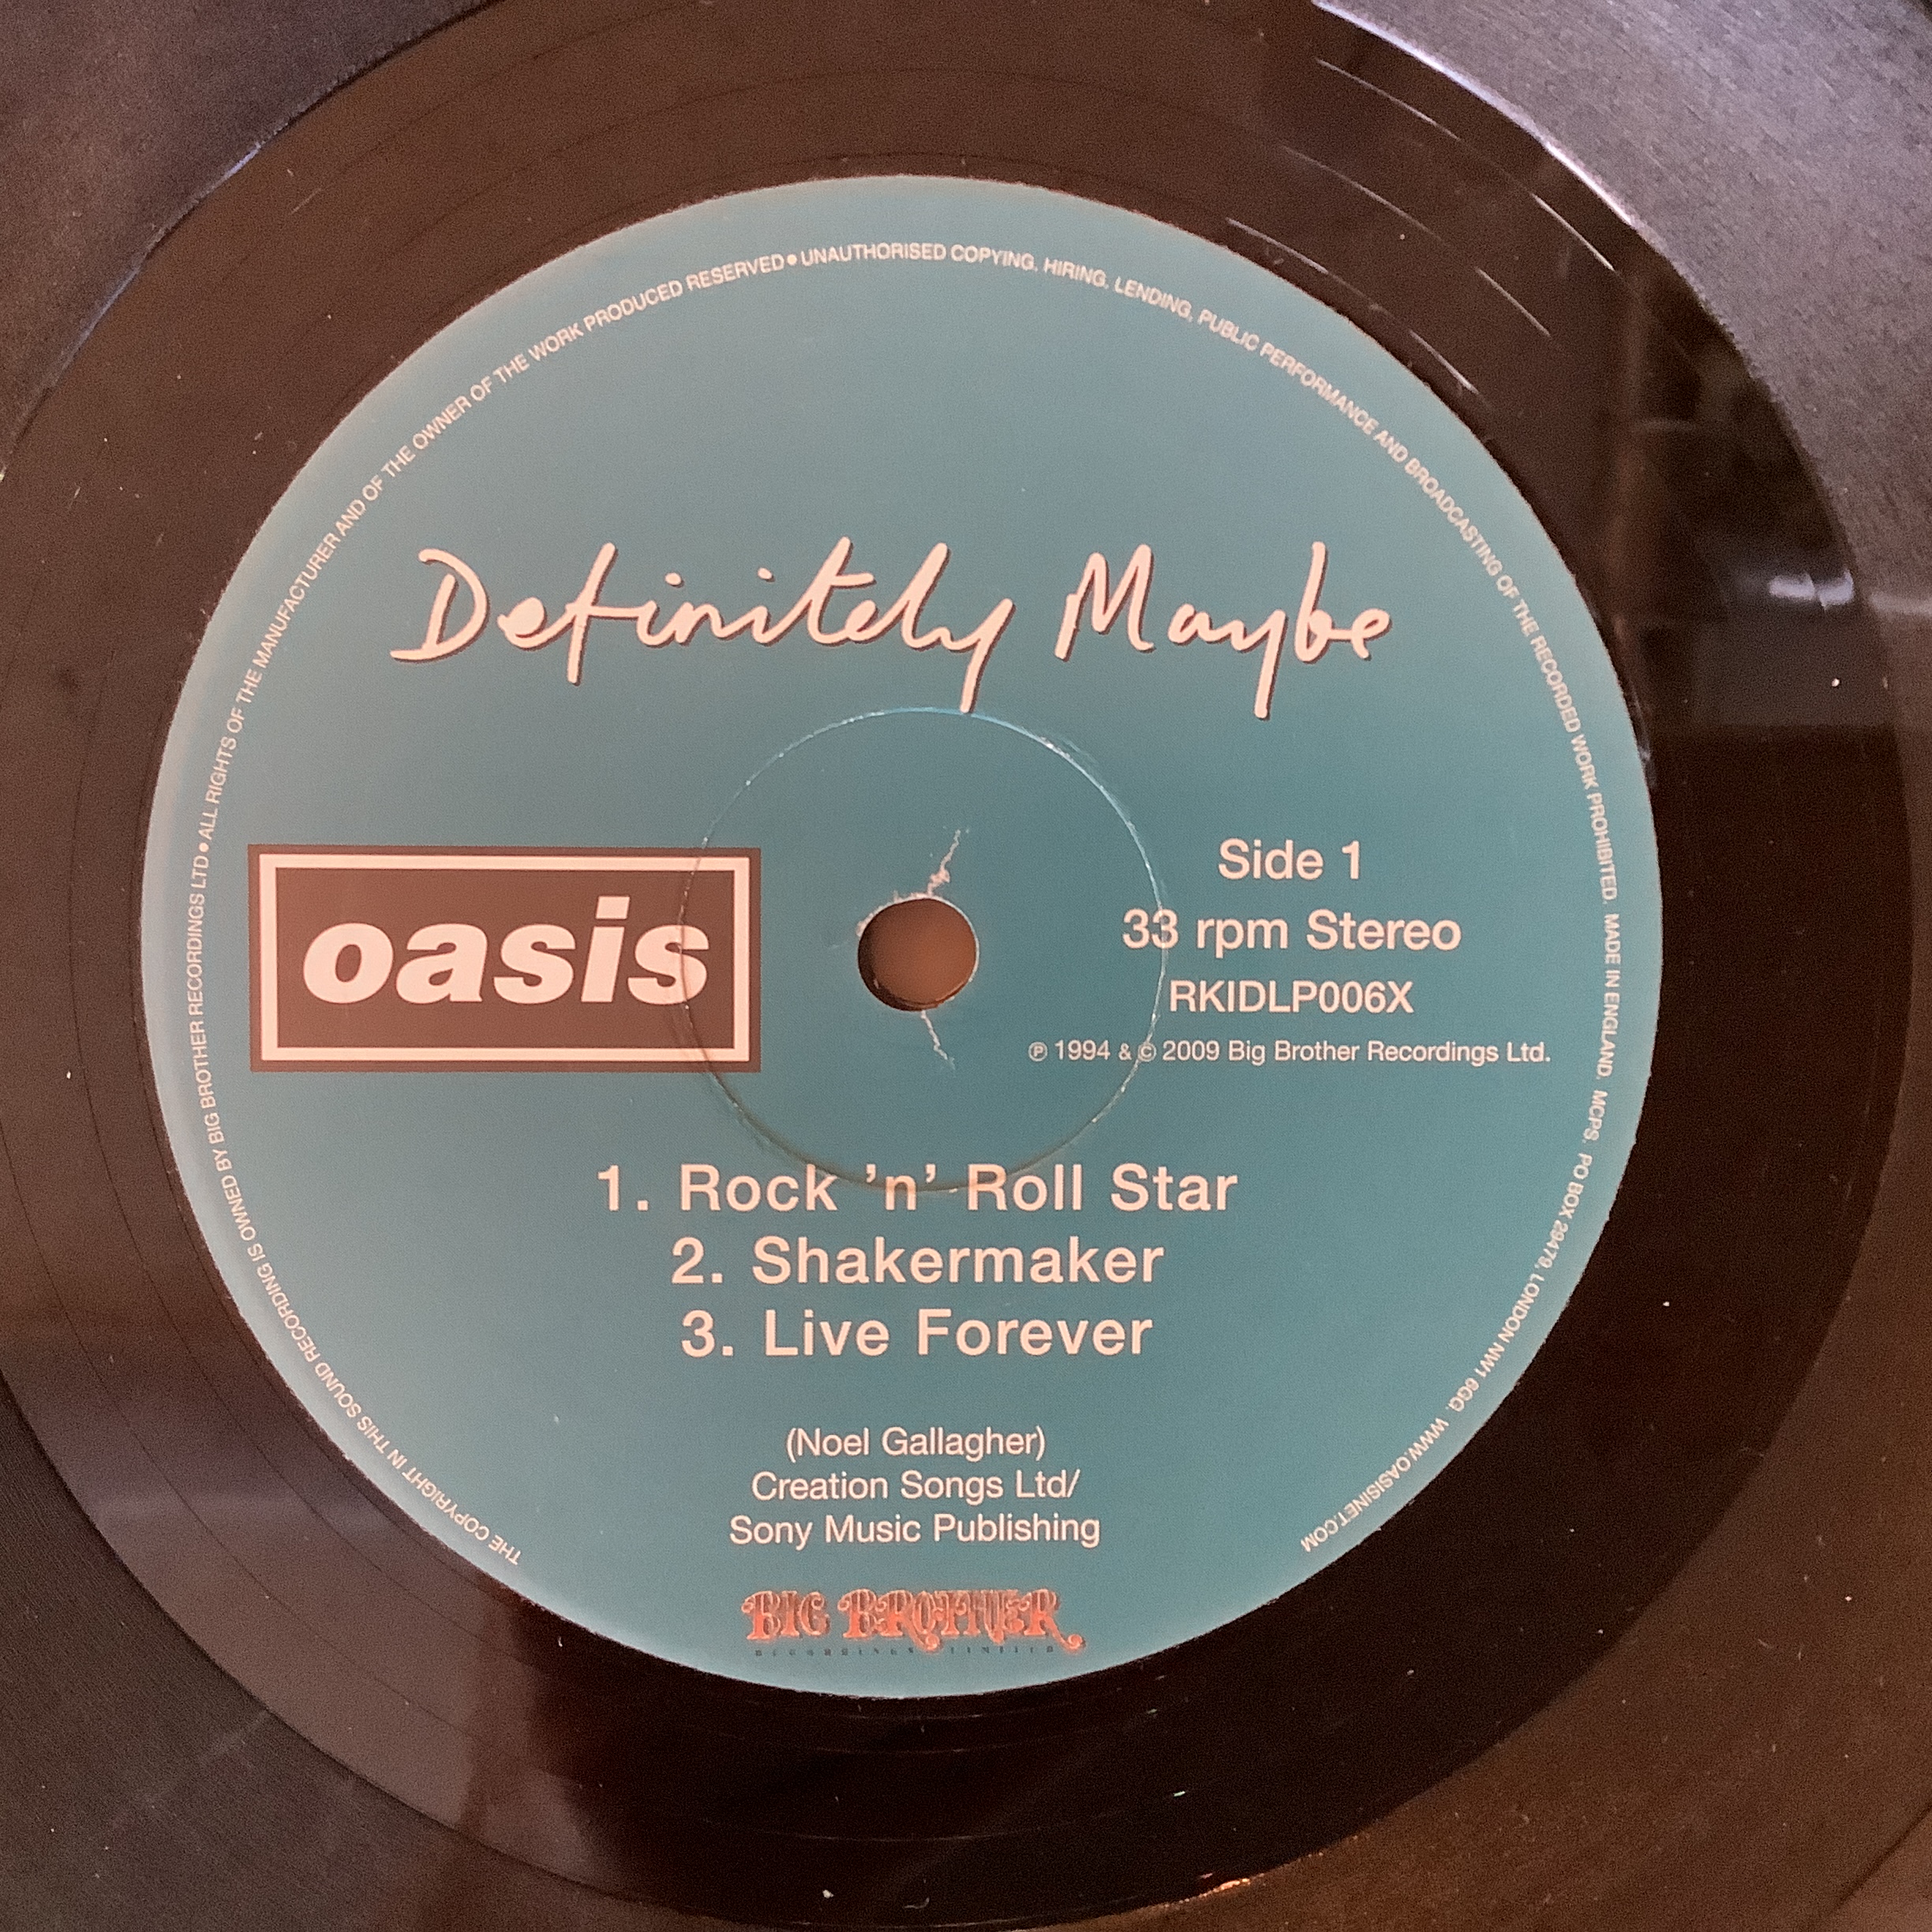 THE COPYRIGHT IN THIS SOUND RECORDING IS OWNED BY BIG BROTHER RECORDINGS LTD • ALL RIGHTS OF THE MANUFACTURER AND OF THE OWNER OF THE WORK PRODUCED RESERVED • UNAUTHORISED COPYING, HIRING, LENDING, PUBLIC PERFORMANCE AND BROADCASTING OF THE RECORDED WORK PROHIBITED. MADE IN ENGLAND. MCPS. PO BOX 29479, LONDON NW1 6GG. WWW.OASISINET.COM
Definitely Maybe
oasis
Side 1
33 rpm Stereo
RKIDLP006X
℗ 1994 & © 2009 Big Brother Recordings Ltd.
1. Rock ’n’ Roll Star
2. Shakermaker
3. Live Forever
(Noel Gallagher)
Creation Songs Ltd/
Sony Music Publishing
BIG BROTHER
RECORDINGS LIMITED